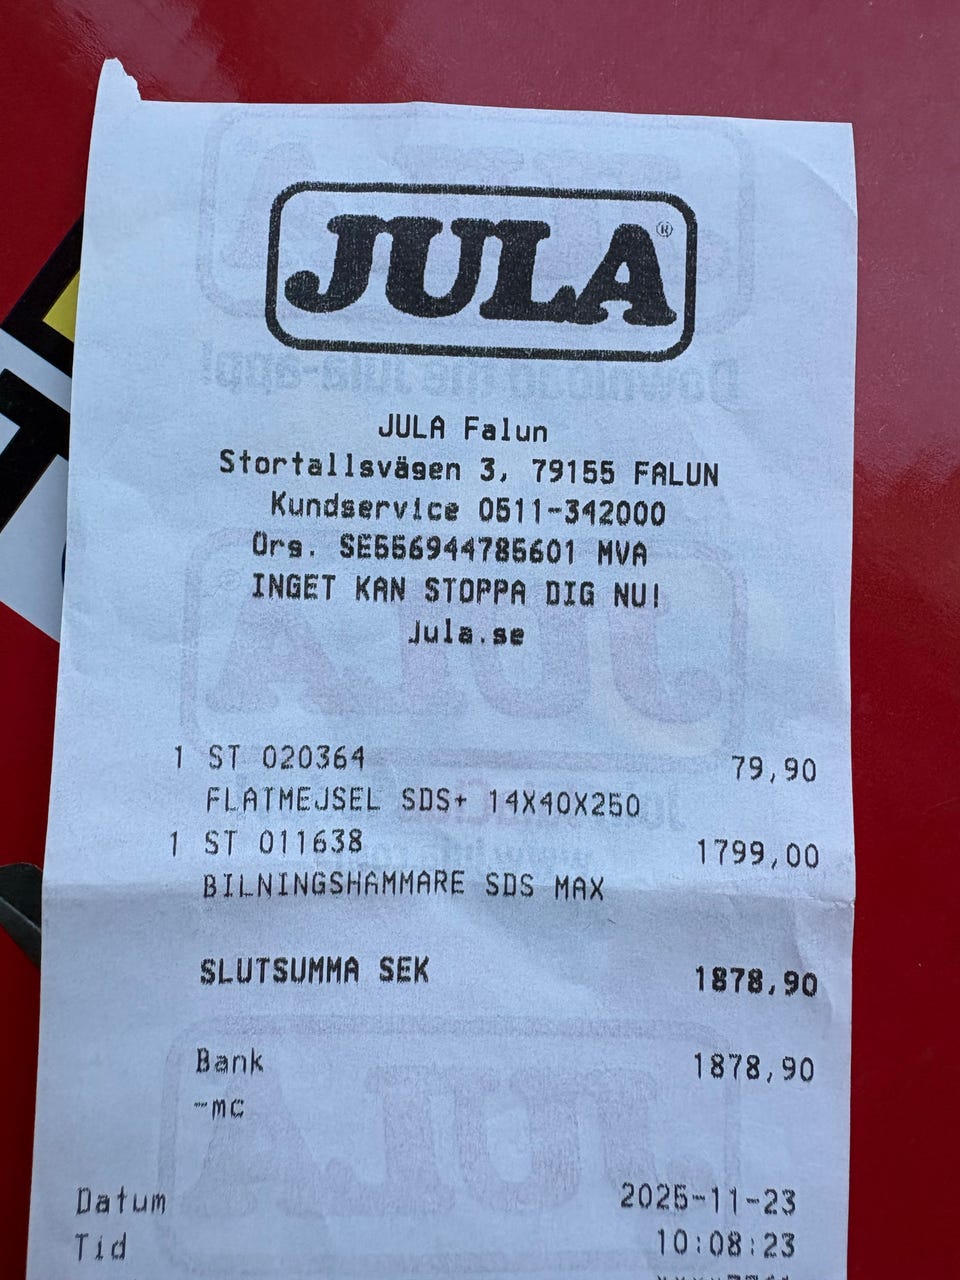 JULA®
JULA Falun
Stortallsvägen 3, 79155 FALUN
Kundservice 0511-342000
Org. SE556944785601 MVA
INGET KAN STOPPA DIG NU!
Jula.se
1 ST 020364 79,90
FLATMEJSEL SDS+ 14X40X250
1 ST 011638 1799,00
BILNINGSHAMMARE SDS MAX
SLUTSUMMA SEK 1878,90
Bank 1878,90
-mc
Datum 2025-11-23
Tid 10:08:23